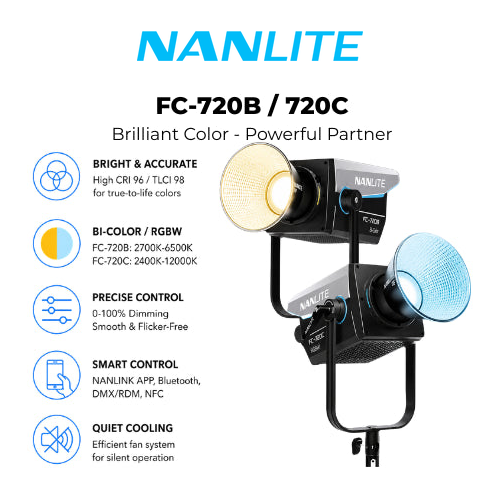 NANLITE
FC-720B / 720C
Brilliant Color - Powerful Partner
BRIGHT & ACCURATE
High CRI 96 / TLCI 98
for true-to-life colors
BI-COLOR / RGBW
FC-720B: 2700K-6500K
FC-720C: 2400K-12000K
PRECISE CONTROL
0-100% Dimming
Smooth & Flicker-Free
SMART CONTROL
NANLINK APP, Bluetooth,
DMX/RDM, NFC
QUIET COOLING
Efficient fan system
for silent operation
NANLITE
FC-720B
Bi-Color
NANLITE